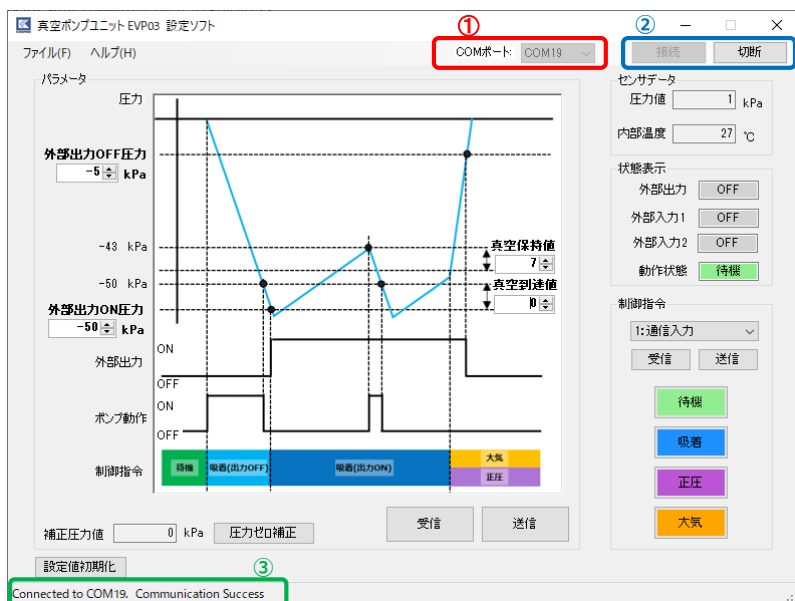 真空ポンプユニット EVP03 設定ソフト
①
②
ファイル(F) ヘルプ(H)
COMポート: COM19
接続 切断
パラメータ
圧力
外部出力OFF圧力
-5 kPa
-43 kPa
-50 kPa
外部出力ON圧力
-50 kPa
真空保持値
7
真空到達値
0
外部出力
ON
OFF
ポンプ動作
ON
OFF
制御指令
待機 吸着(出力OFF) 吸着(出力ON) 大気
正圧
補正圧力値 0 kPa 圧力ゼロ補正
受信 送信
設定値初期化
③
Connected to COM19. Communication Success
センサデータ
圧力値 1 kPa
内部温度 27 ℃
状態表示
外部出力 OFF
外部入力1 OFF
外部入力2 OFF
動作状態 待機
制御指令
1:通信入力
受信 送信
待機
吸着
正圧
大気